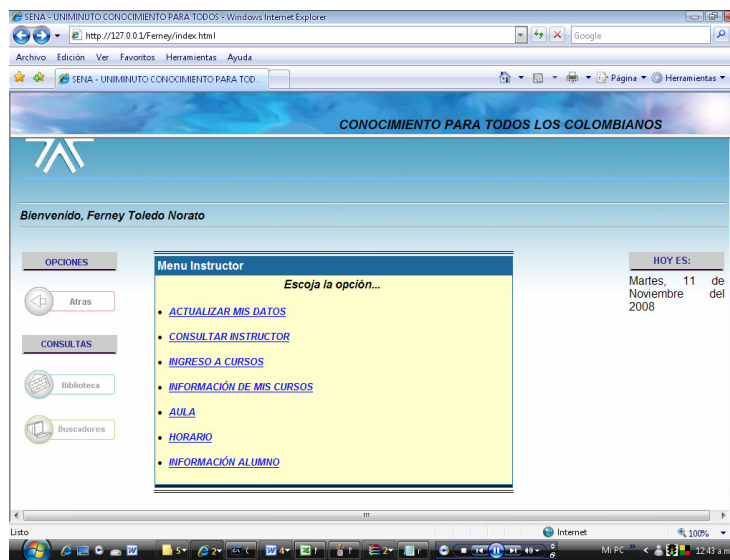 SENA - UNIMINUTO CONOCIMIENTO PARA TODOS - Windows Internet Explorer
http://127.0.0.1/Ferney/index.html
Google
Archivo Edición Ver Favoritos Herramientas Ayuda
SENA - UNIMINUTO CONOCIMIENTO PARA TOD...
Página Herramientas
CONOCIMIENTO PARA TODOS LOS COLOMBIANOS
Bienvenido, Ferney Toledo Norato
OPCIONES
Atras
CONSULTAS
Biblioteca
Buscadores
Menu Instructor
Escoja la opción...
ACTUALIZAR MIS DATOS
CONSULTAR INSTRUCTOR
INGRESO A CURSOS
INFORMACIÓN DE MIS CURSOS
AULA
HORARIO
INFORMACIÓN ALUMNO
HOY ES:
Martes, 11 de
Noviembre del
2008
Listo
Internet
100%
5 2 4 2
Mi PC
12:43 a.m